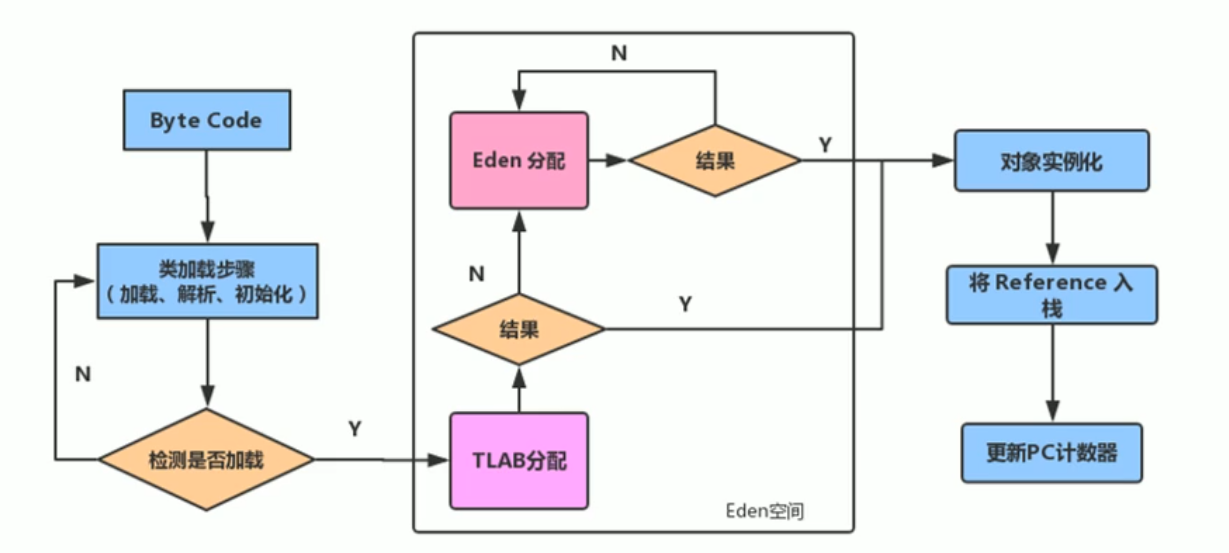 Byte Code
类加载步骤
（ 加载、解析、初始化 ）
N
检测是否加载
Y
N
Eden 分配
结果
Y
N
结果
Y
TLAB分配
Eden空间
对象实例化
将 Reference 入
栈
更新PC计数器